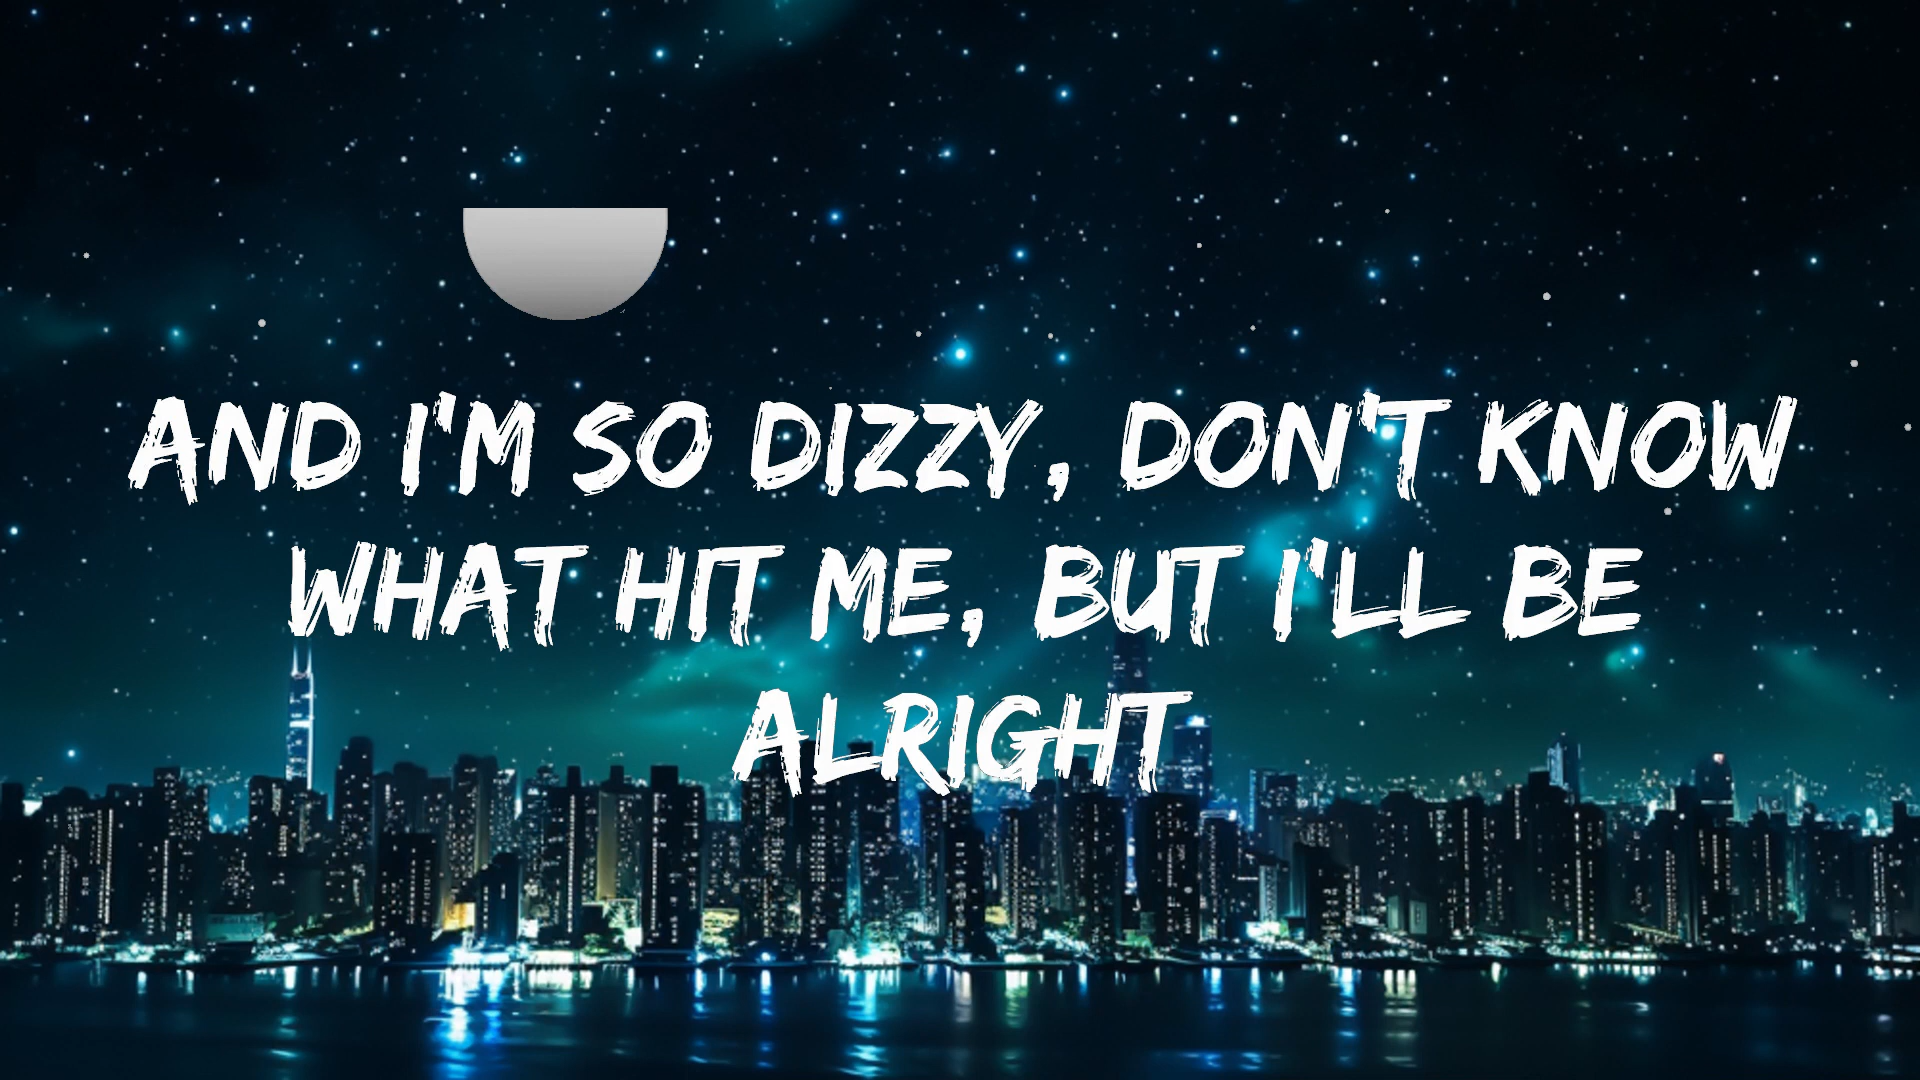 AND I'M SO DIZZY, DON'T KNOW
WHAT HIT ME, BUT I'LL BE
ALRIGHT